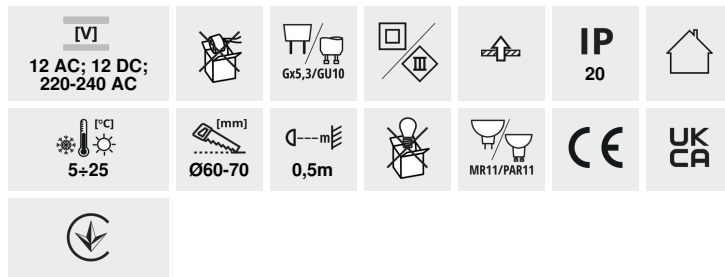 [V]
12 AC; 12 DC;
220-240 AC
Gx5,3/GU10
III
IP
20
[°C]
5÷25
[mm]
Ø60-70
m
0,5m
MR11/PAR11
CE
UK
CA